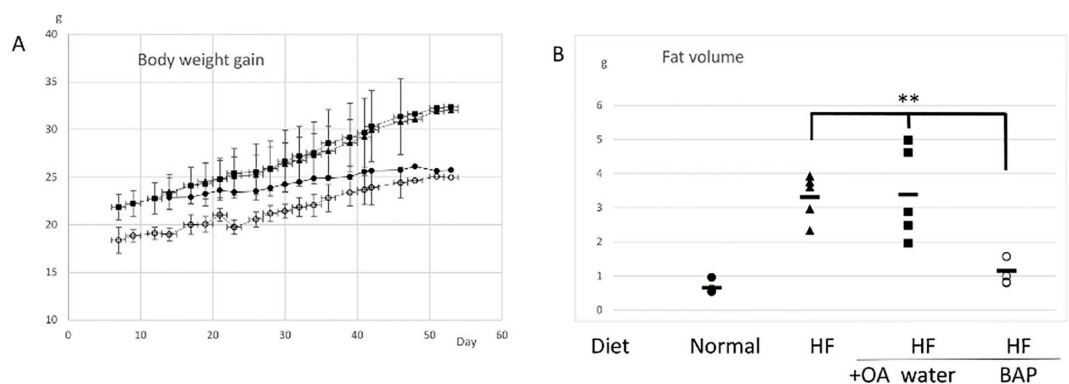 A
g
Body weight gain
40
35
30
25
20
15
10
0 10 20 30 40 50 60
Day
B
g
Fat volume
**
6
5
4
3
2
1
0
Diet Normal HF HF HF
+OA water BAP